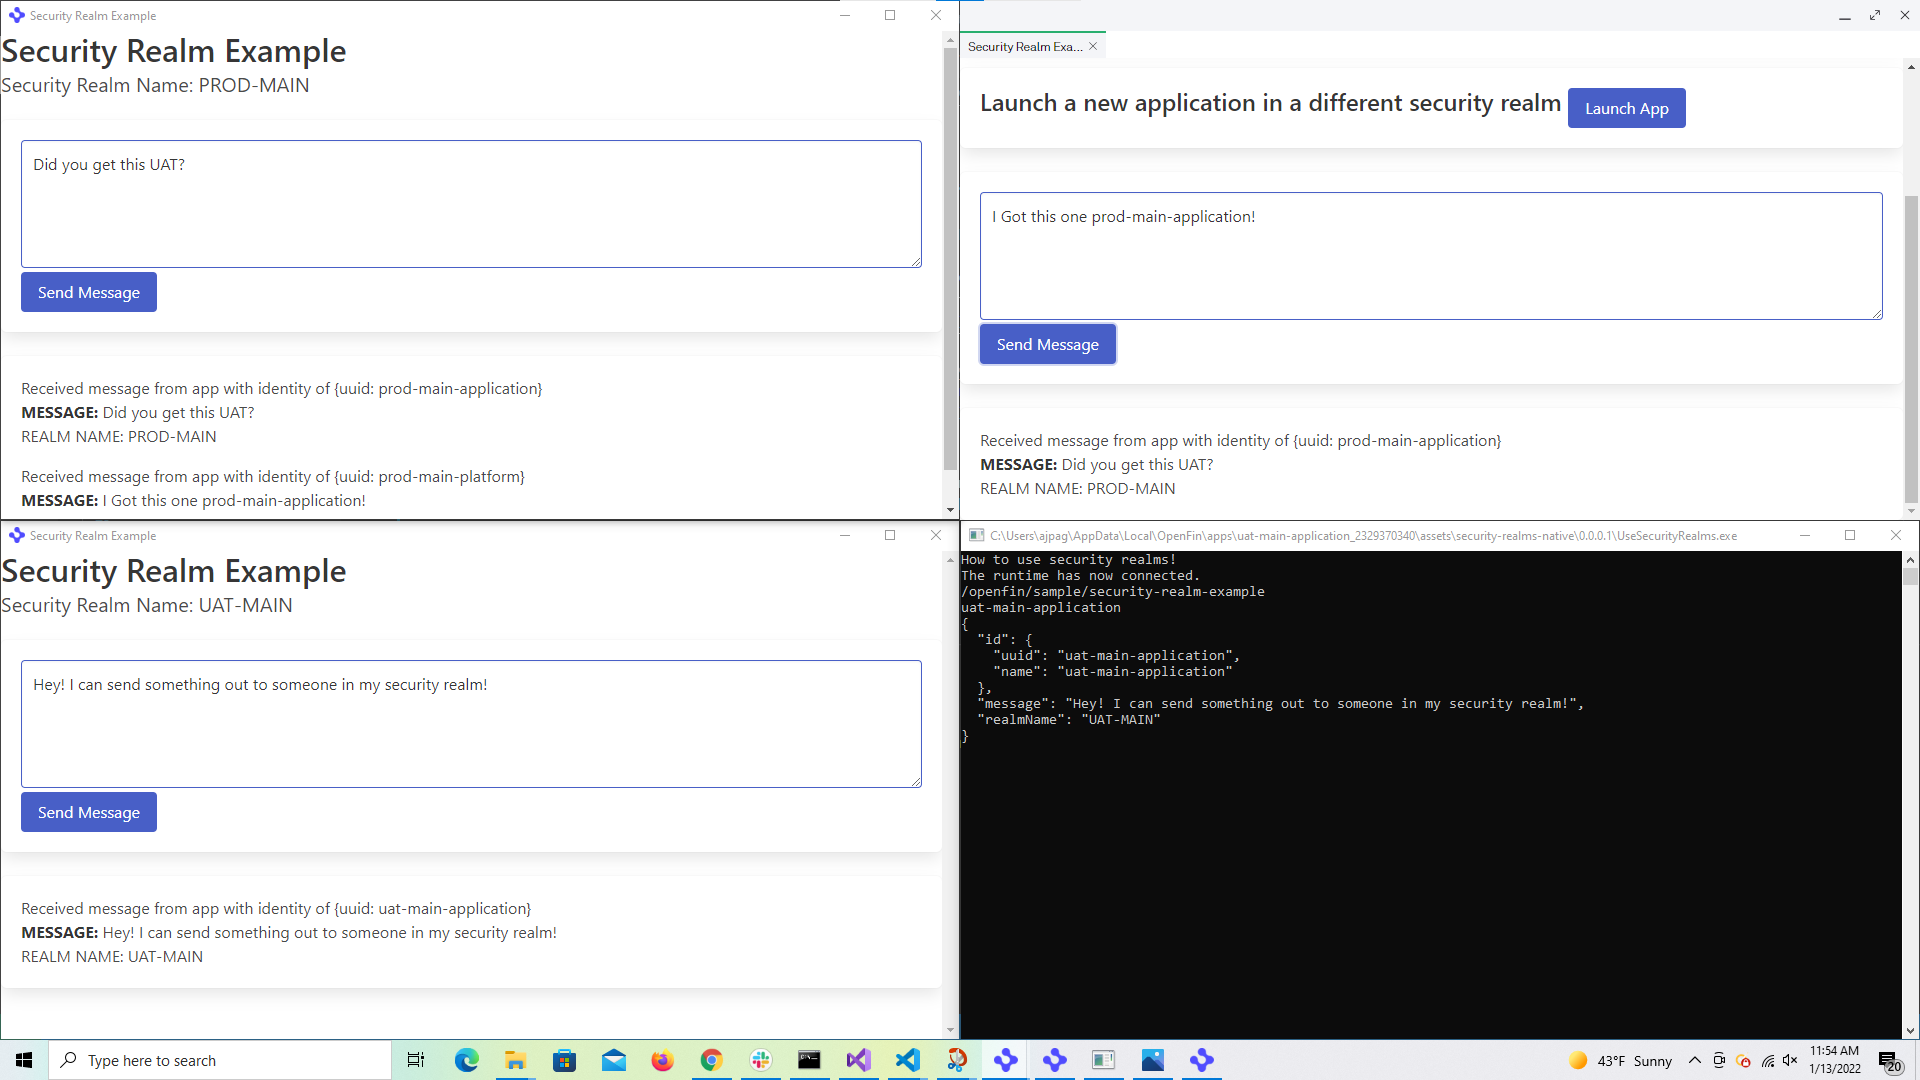 Security Realm Example
Security Realm Example
Security Realm Name: PROD-MAIN
Did you get this UAT?
Send Message
Received message from app with identity of {uuid: prod-main-application}
MESSAGE: Did you get this UAT?
REALM NAME: PROD-MAIN
Received message from app with identity of {uuid: prod-main-platform}
MESSAGE: I Got this one prod-main-application!
Security Realm Exa...
Launch a new application in a different security realm
Launch App
I Got this one prod-main-application!
Send Message
Received message from app with identity of {uuid: prod-main-application}
MESSAGE: Did you get this UAT?
REALM NAME: PROD-MAIN
Security Realm Example
Security Realm Example
Security Realm Name: UAT-MAIN
Hey! I can send something out to someone in my security realm!
Send Message
Received message from app with identity of {uuid: uat-main-application}
MESSAGE: Hey! I can send something out to someone in my security realm!
REALM NAME: UAT-MAIN
C:\Users\ajpag\AppData\Local\OpenFin\apps\uat-main-application_2329370340\assets\security-realms-native\0.0.0.1\UseSecurityRealms.exe
How to use security realms!
The runtime has now connected.
/openfin/sample/security-realm-example
uat-main-application
{
  "id": {
    "uuid": "uat-main-application",
    "name": "uat-main-application"
  },
  "message": "Hey! I can send something out to someone in my security realm!",
  "realmName": "UAT-MAIN"
}
Type here to search
43°F Sunny
11:54 AM
1/13/2022
20